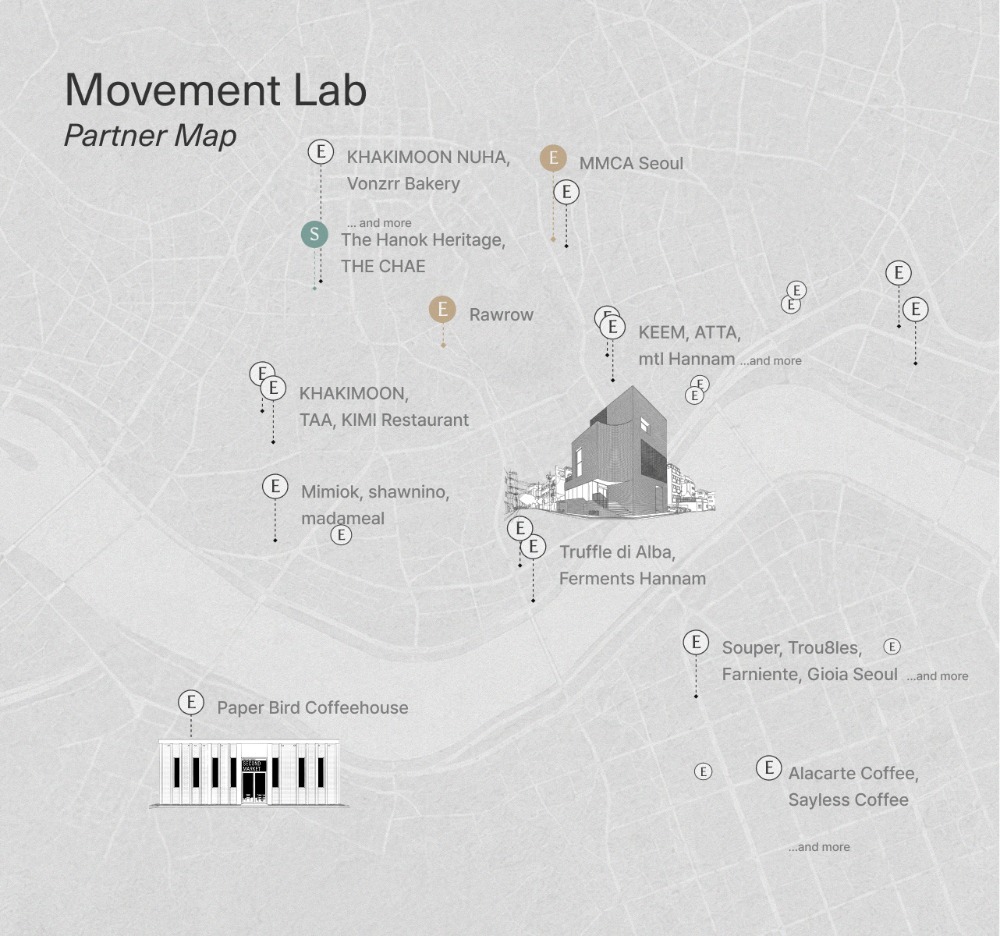 Movement Lab
Partner Map
E
KHAKIMOON NUHA,
Vonzrr Bakery
... and more
E
MMCA Seoul
E
S
The Hanok Heritage,
THE CHAE
E
E
E
E
E
Rawrow
E
E
KEEM, ATTA,
mtl Hannam ...and more
E
E
E
E
KHAKIMOON,
TAA, KIMI Restaurant
E
Mimiok, shawnino,
madameal
E
E
E
Truffle di Alba,
Ferments Hannam
E
Souper, Trou8les,
E
Farniente, Gioia Seoul ...and more
E
Paper Bird Coffeehouse
SECOND
MARKET
E
E
Alacarte Coffee,
Sayless Coffee
...and more